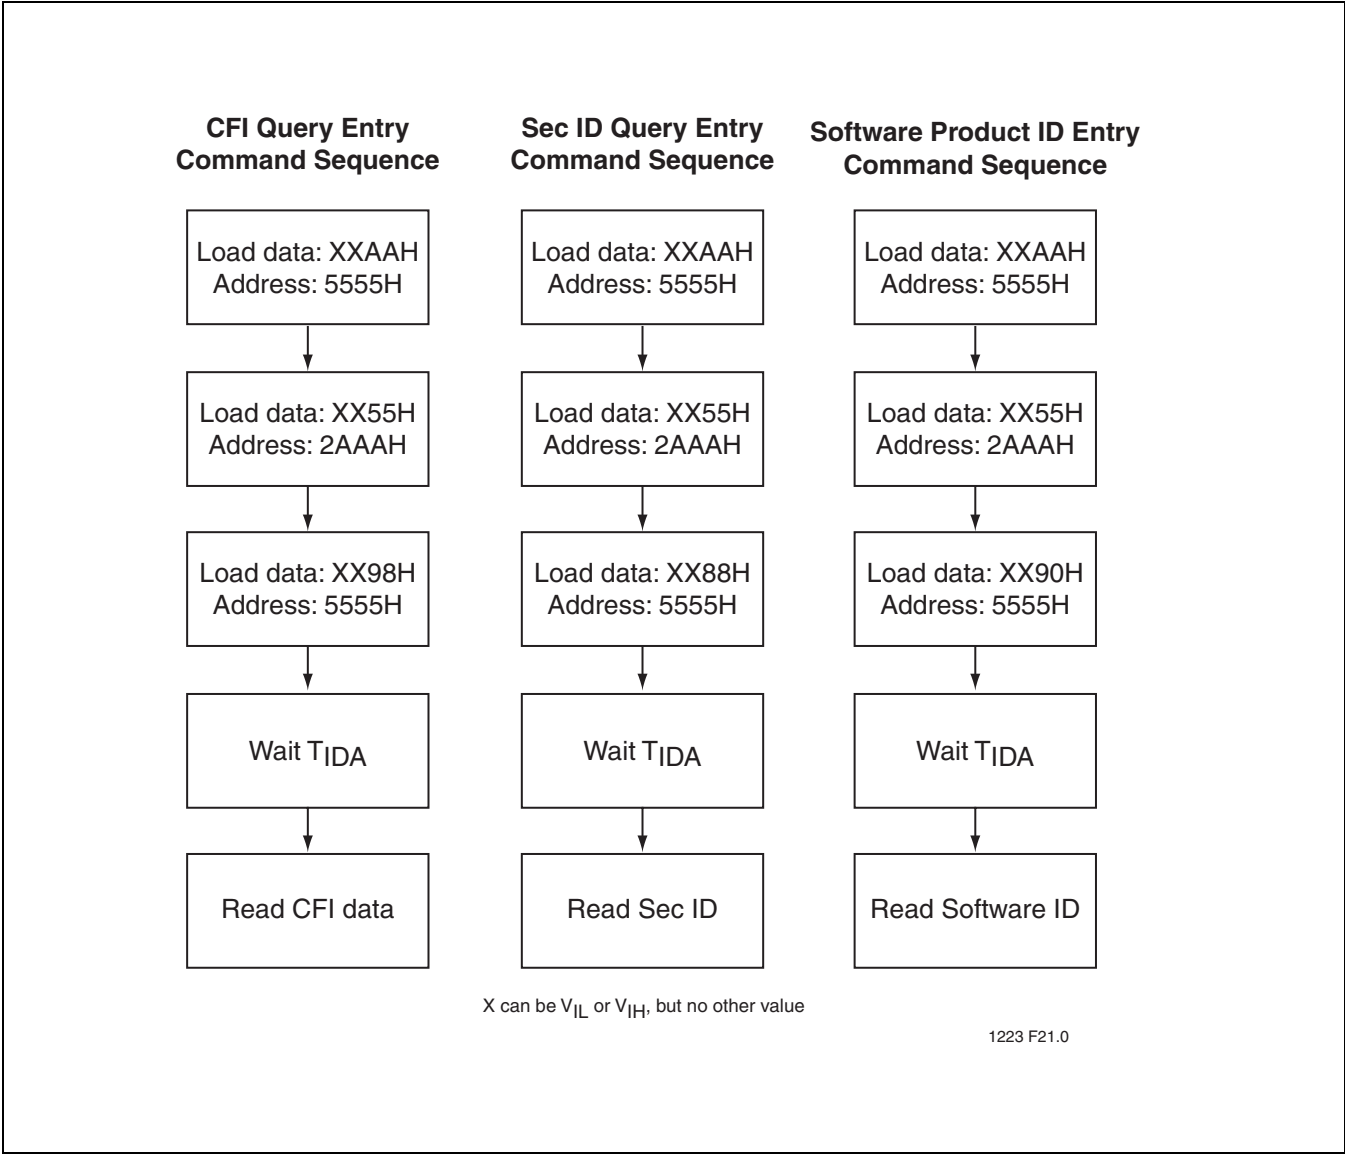 CFI Query Entry
Command Sequence
Load data: XXAAH
Address: 5555H
Load data: XX55H
Address: 2AAAH
Load data: XX98H
Address: 5555H
Wait TIDA
Read CFI data
Sec ID Query Entry
Command Sequence
Load data: XXAAH
Address: 5555H
Load data: XX55H
Address: 2AAAH
Load data: XX88H
Address: 5555H
Wait TIDA
Read Sec ID
Software Product ID Entry
Command Sequence
Load data: XXAAH
Address: 5555H
Load data: XX55H
Address: 2AAAH
Load data: XX90H
Address: 5555H
Wait TIDA
Read Software ID
X can be VIL or VIH, but no other value
1223 F21.0